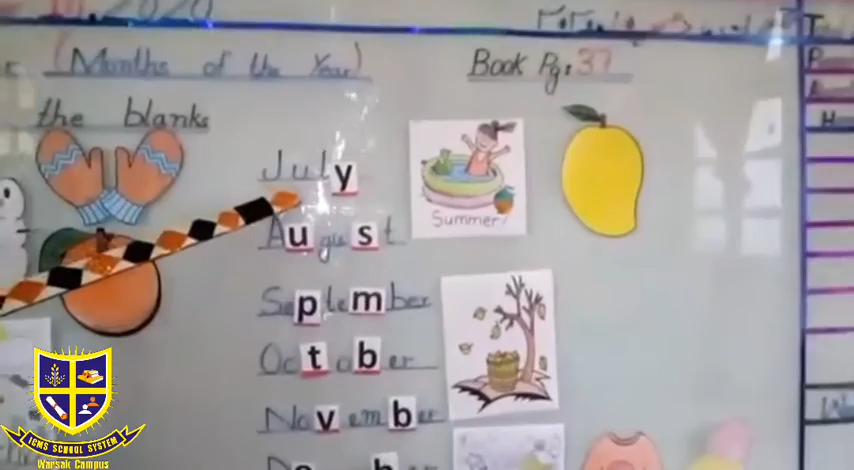 (Months of the Year)
Book Pg: 37
the blanks
July
August
Summer
September
October
November
ICMS SCHOOL SYSTEM
Warsak Campus